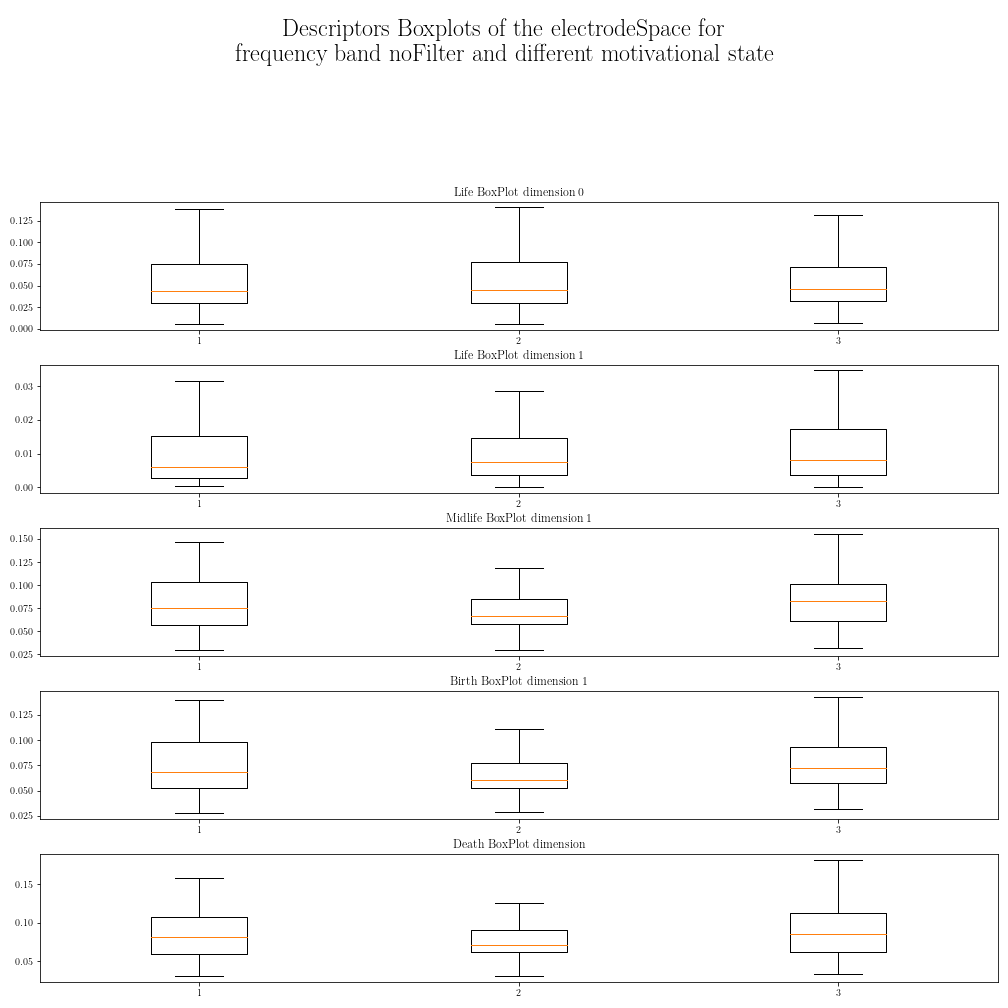 Descriptors Boxplots of the electrodeSpace for
frequency band noFilter and different motivational state
Life BoxPlot dimension 0
0.125
0.100
0.075
0.050
0.025
0.000
1 2 3
Life BoxPlot dimension 1
0.03
0.02
0.01
0.00
1 2 3
Midlife BoxPlot dimension 1
0.150
0.125
0.100
0.075
0.050
0.025
1 2 3
Birth BoxPlot dimension 1
0.125
0.100
0.075
0.050
0.025
1 2 3
Death BoxPlot dimension
0.15
0.10
0.05
1 2 3